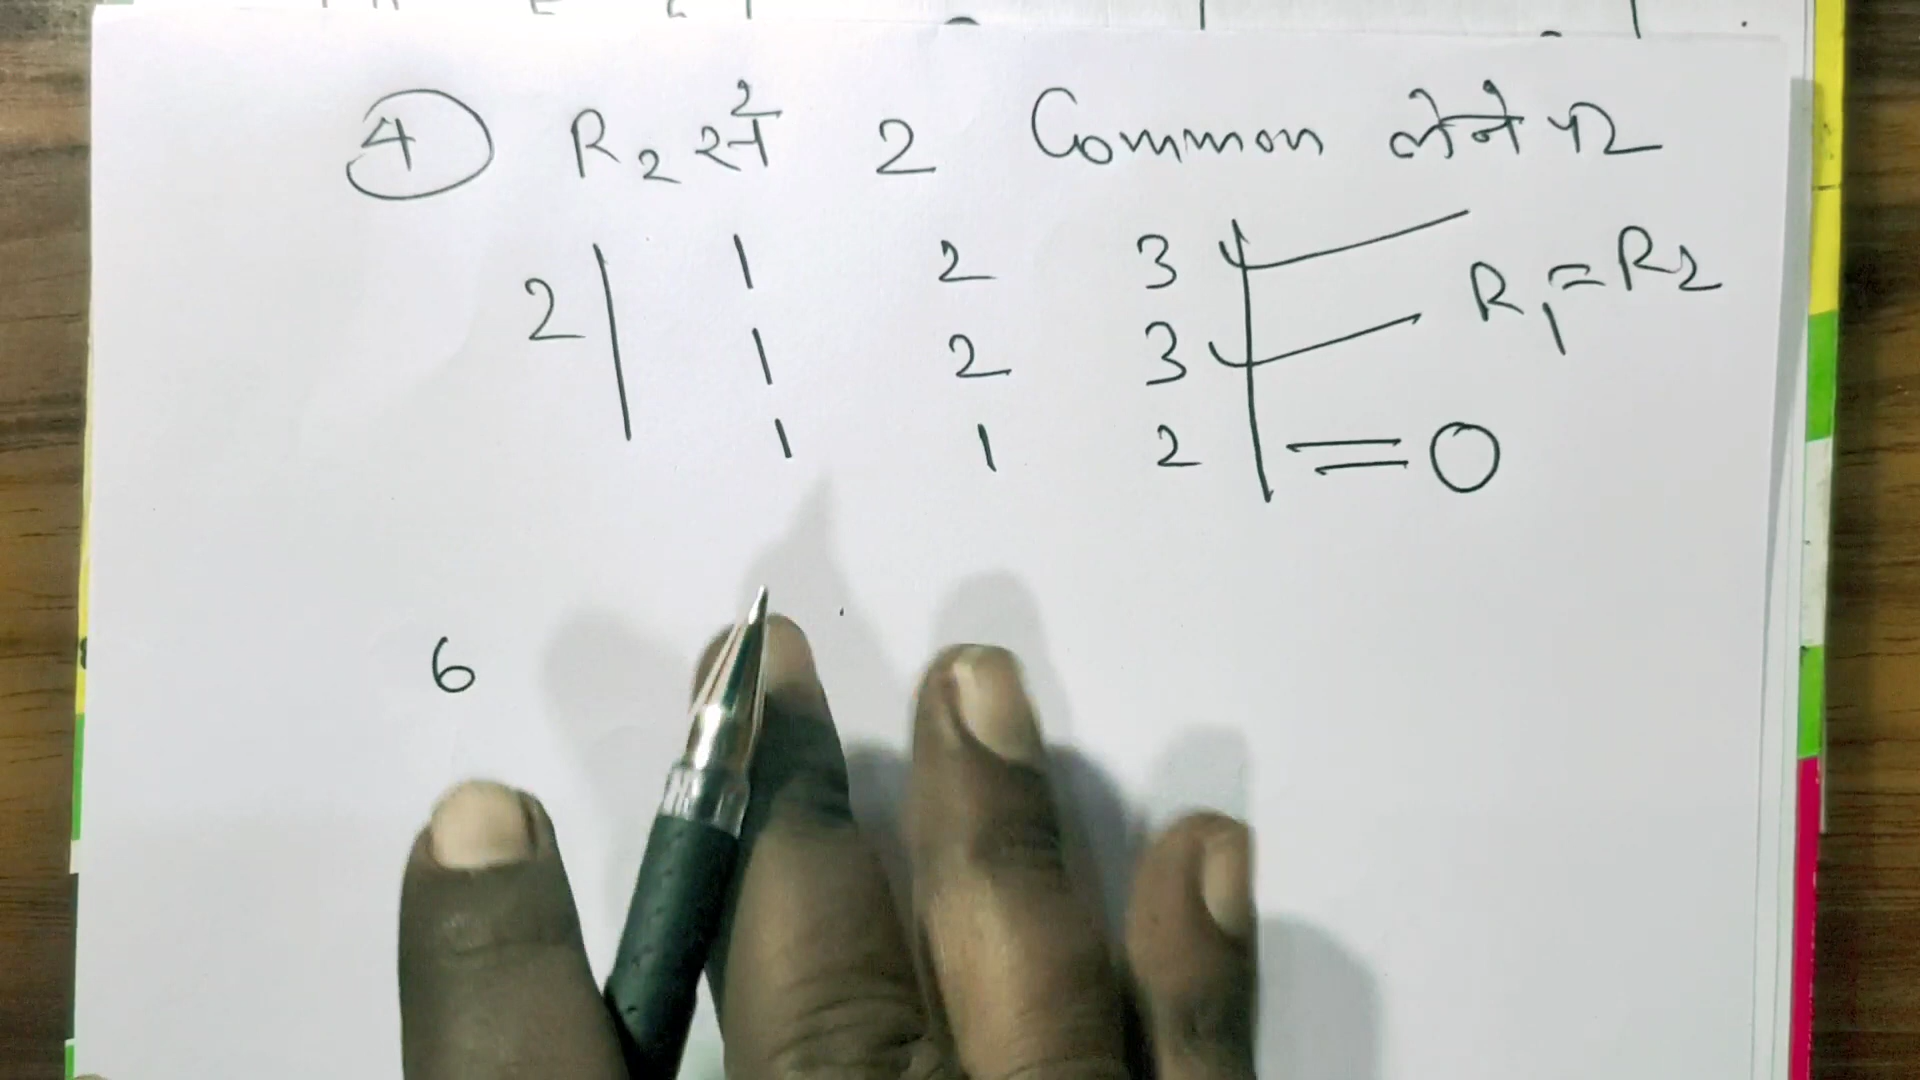 ④ R₂ से 2 Common लेने पर
2 | 1 2 3 | R₁ = R₂
1 2 3
1 1 2 | = 0
6